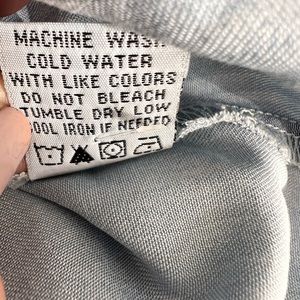 MACHINE WASH
COLD WATER
WITH LIKE COLORS
DO NOT BLEACH
TUMBLE DRY LOW
COOL IRON IF NEEDED